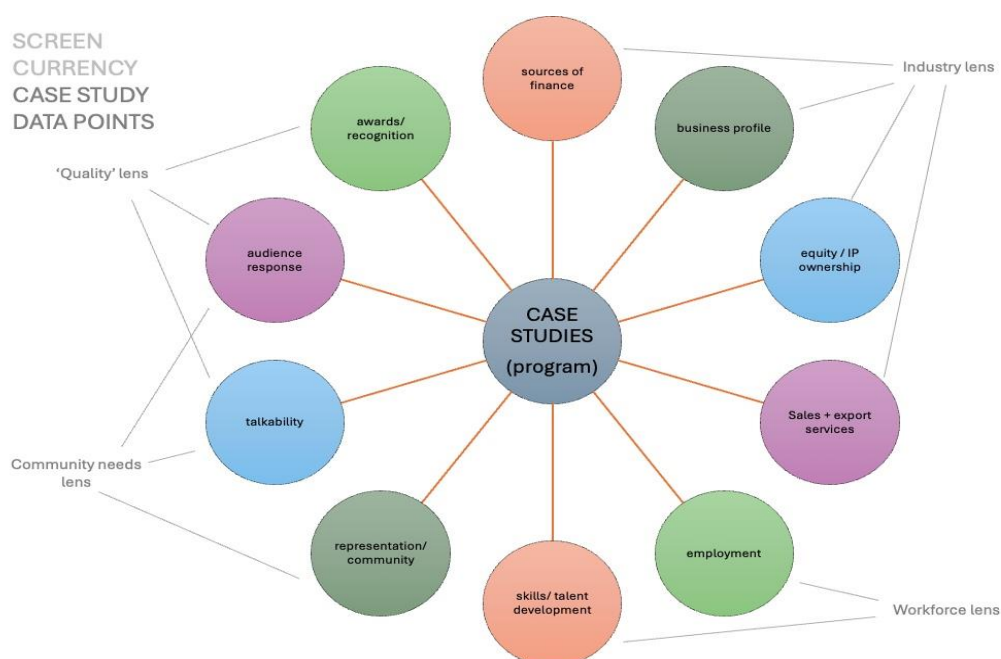 SCREEN
CURRENCY
CASE STUDY
DATA POINTS
sources of
finance
Industry lens
awards/
recognition
business profile
‘Quality’ lens
audience
response
equity / IP
ownership
CASE
STUDIES
(program)
talkability
Sales + export
services
Community needs
lens
representation/
community
employment
skills/ talent
development
Workforce lens